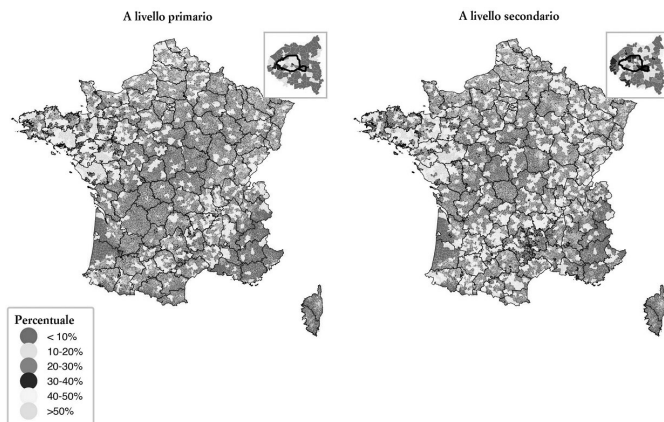 A livello primario
A livello secondario
Percentuale
< 10%
10-20%
20-30%
30-40%
40-50%
>50%